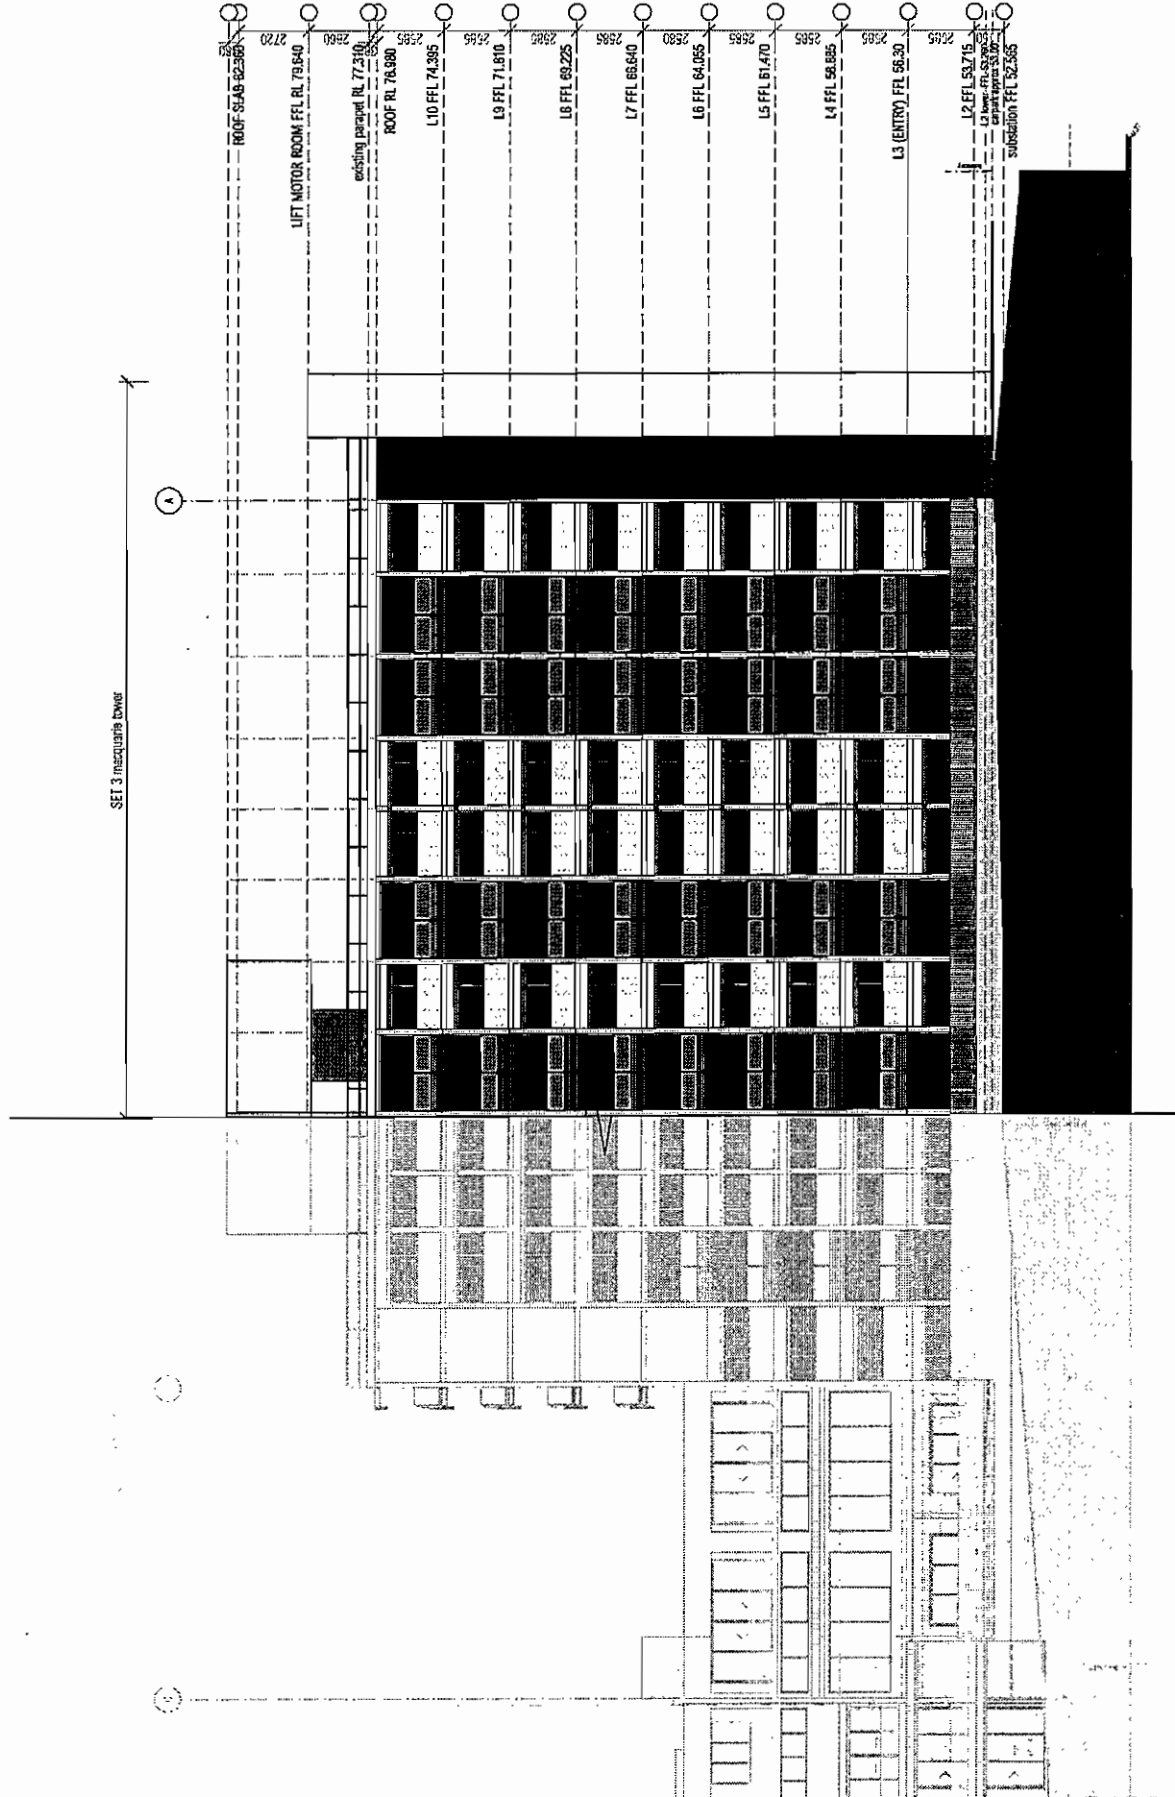 ROOF SLAB 82.360
LIFT MOTOR ROOM FFL RL 79.640
existing parapet RL 77.310
ROOF RL 76.980
L10 FFL 74.395
L9 FFL 71.810
L8 FFL 69.225
L7 FFL 66.640
L6 FFL 64.055
L5 FFL 61.470
L4 FFL 58.885
L3 (ENTRY) FFL 56.30
L2 FFL 53.715
substation FFL 52.565
2720
2585
2585
2585
2585
2585
2585
2585
2585
SET 3 macquarie tower
A